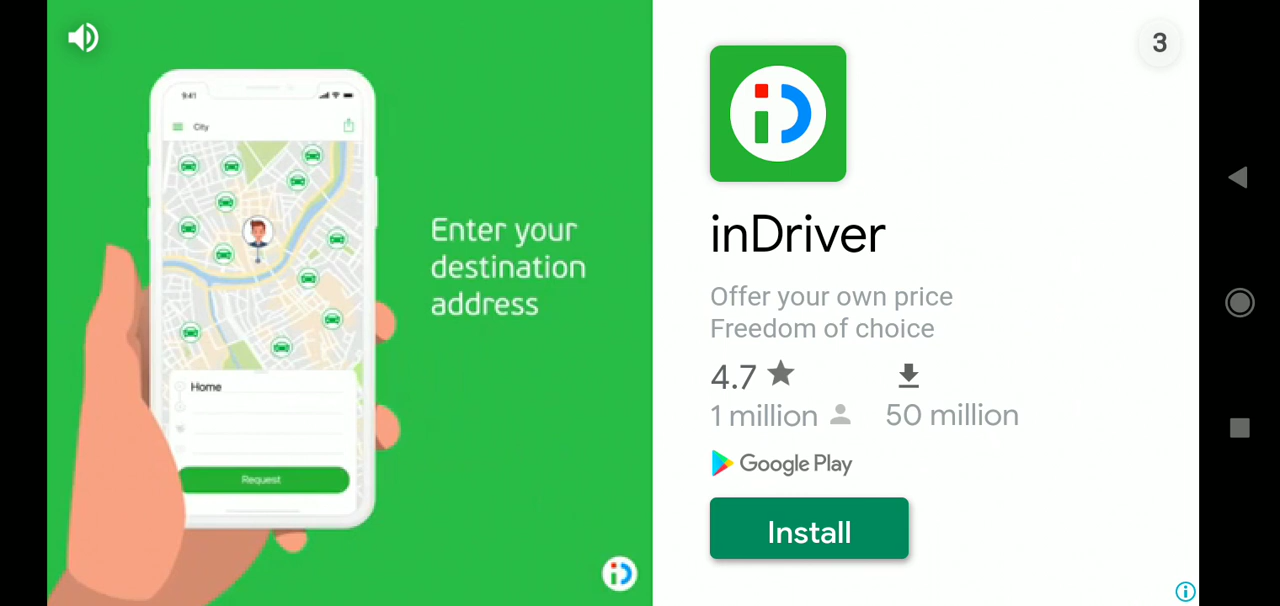 9:41
City
Home
Request
Enter your
destination
address
3
inDriver
Offer your own price
Freedom of choice
4.7
1 million
50 million
Google Play
Install